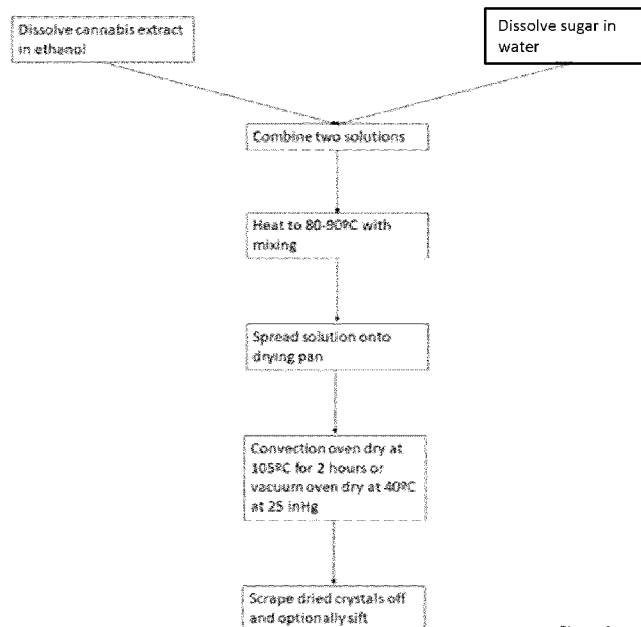 Dissolve cannabis extract
in ethanol
Dissolve sugar in
water
Combine two solutions
Heat to 80-90ºC with
mixing
Spread solution onto
drying pan
Convection oven dry at
105ºC for 2 hours or
vacuum oven dry at 40ºC
at 25 inHg
Scrape dried crystals off
and optionally sift